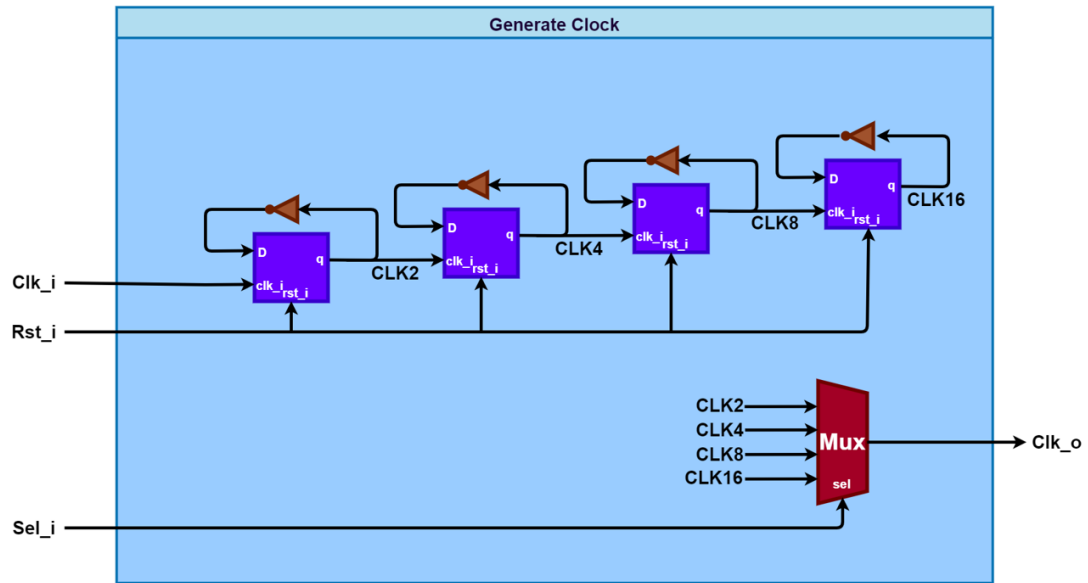 Generate Clock
D
q
clk_i
rst_i
CLK2
D
q
clk_i
rst_i
CLK4
D
q
clk_i
rst_i
CLK8
D
q
clk_i
rst_i
CLK16
Clk_i
Rst_i
CLK2
CLK4
CLK8
CLK16
Mux
sel
Clk_o
Sel_i